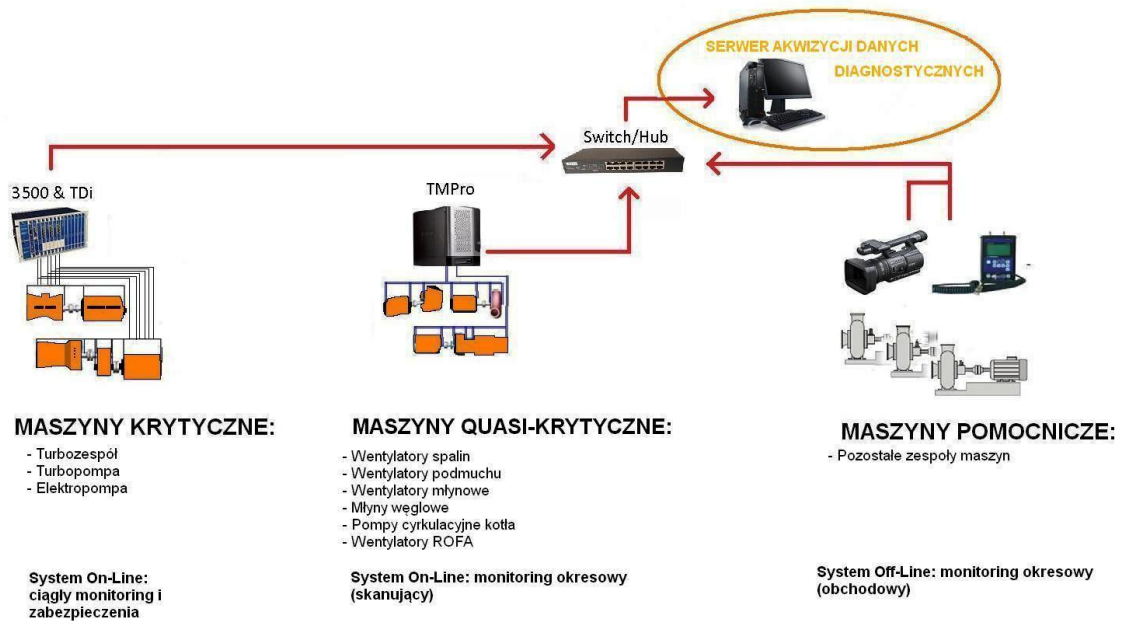 SERWER AKWIZYCJI DANYCH
DIAGNOSTYCZNYCH
Switch/Hub
3500 & TDi
TMPro
MASZYNY KRYTYCZNE:
- Turbozespół
- Turbopompa
- Elektropompa
System On-Line:
ciągły monitoring i
zabezpieczenia
MASZYNY QUASI-KRYTYCZNE:
- Wentylatory spalin
- Wentylatory podmuchu
- Wentylatory młynowe
- Młyny węglowe
- Pompy cyrkulacyjne kotła
- Wentylatory ROFA
System On-Line: monitoring okresowy
(skanujący)
MASZYNY POMOCNICZE:
- Pozostałe zespoły maszyn
System Off-Line: monitoring okresowy
(obchodowy)